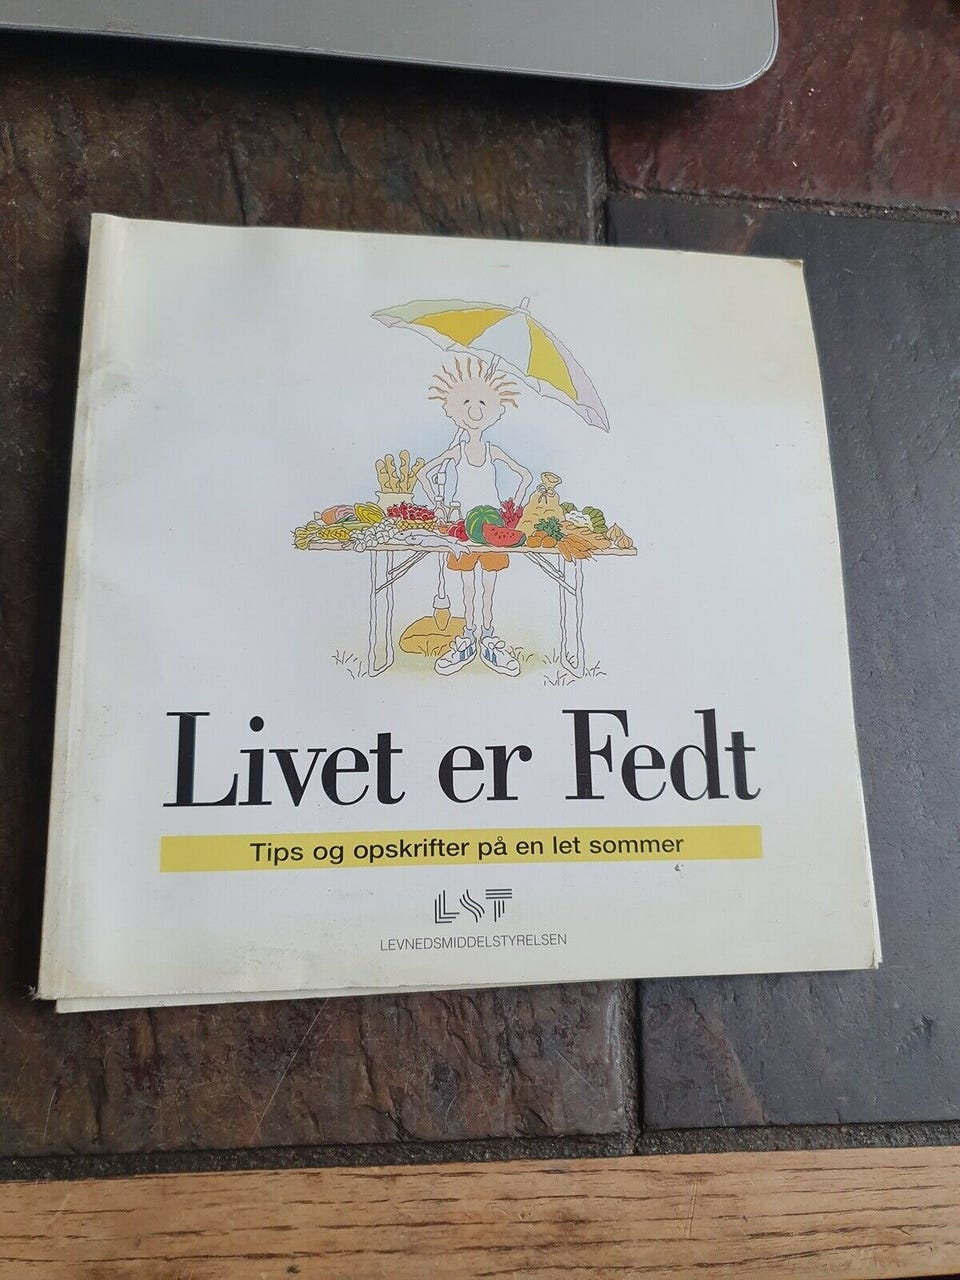 Livet er Fedt
Tips og opskrifter på en let sommer
LST
LEVNEDSMIDDELSTYRELSEN